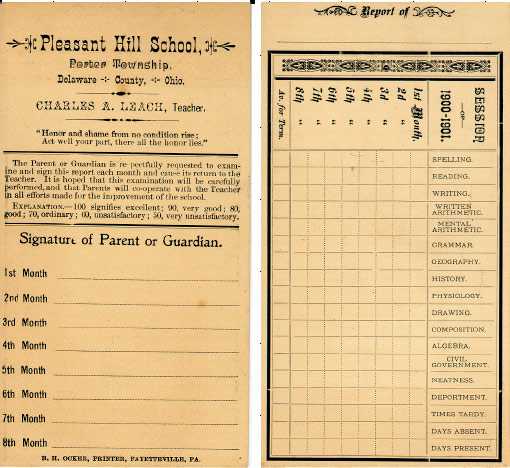 Pleasant Hill School,
Porter Township,
Delaware County, Ohio.
CHARLES A. LEACH, Teacher.
"Honor and shame from no condition rise;
Act well your part, there all the honor lies."
The Parent or Guardian is re-pectfully requested to exam-
ine and sign this report each month and cause its return to the
Teacher. It is hoped that this examination will be carefully
performed, and that Parents will co-operate with the Teacher
in all efforts made for the improvement of the school.
EXPLANATION.—100 signifies excellent; 90, very good; 80,
good; 70, ordinary; 60, unsatisfactory; 50, very unsatisfactory.
Signature of Parent or Guardian.
1st Month
2nd Month
3rd Month
4th Month
5th Month
6th Month
7th Month
8th Month
B. H. OCKER, PRINTER, FAYETTEVILLE, PA.
Report of
SESSION,
—OF—
1900-1901.
1st Month,
2d "
3d "
4th "
5th "
6th "
7th "
8th "
Av. for Term.
SPELLING.
READING.
WRITING.
WRITTEN
ARITHMETIC.
MENTAL
ARITHMETIC.
GRAMMAR.
GEOGRAPHY.
HISTORY.
PHYSIOLOGY.
DRAWING.
COMPOSITION.
ALGEBRA.
CIVIL
GOVERNMENT.
NEATNESS.
DEPORTMENT.
TIMES TARDY.
DAYS ABSENT.
DAYS PRESENT.